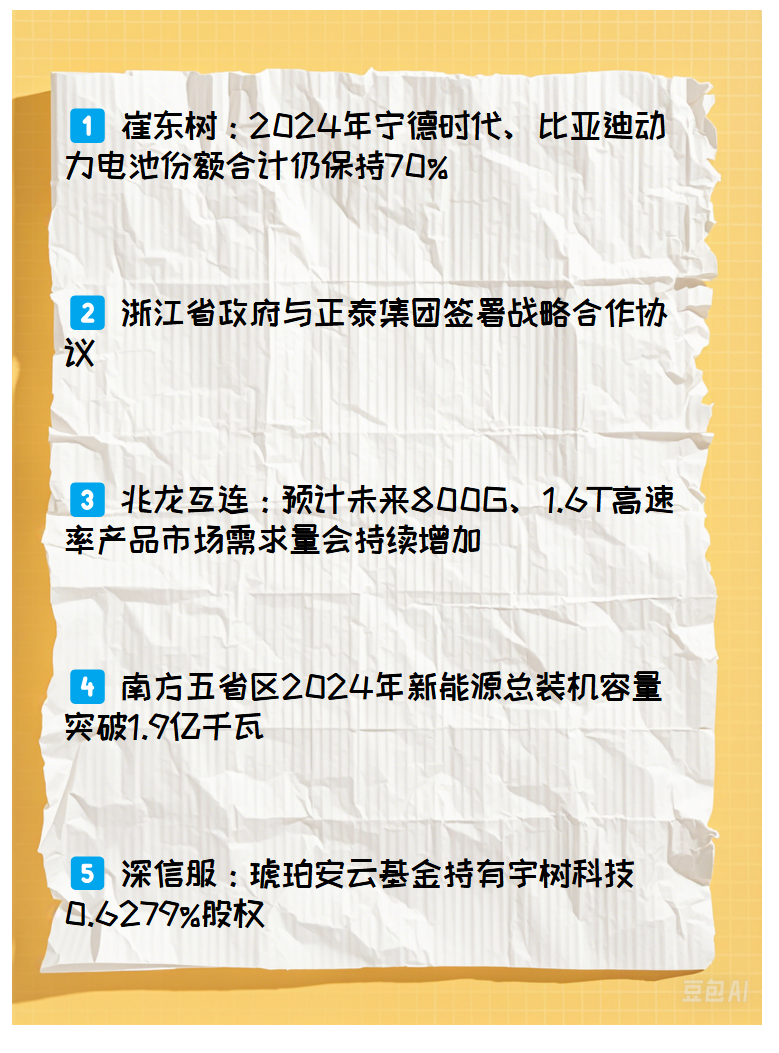 1 崔东树：2024年宁德时代、比亚迪动
力电池份额合计仍保持70%
2 浙江省政府与正泰集团签署战略合作协
议
3 兆龙互连：预计未来800G、1.6T高速
率产品市场需求量会持续增加
4 南方五省区2024年新能源总装机容量
突破1.9亿千瓦
5 深信服：琥珀安云基金持有宇树科技
0.6279%股权
豆包AI